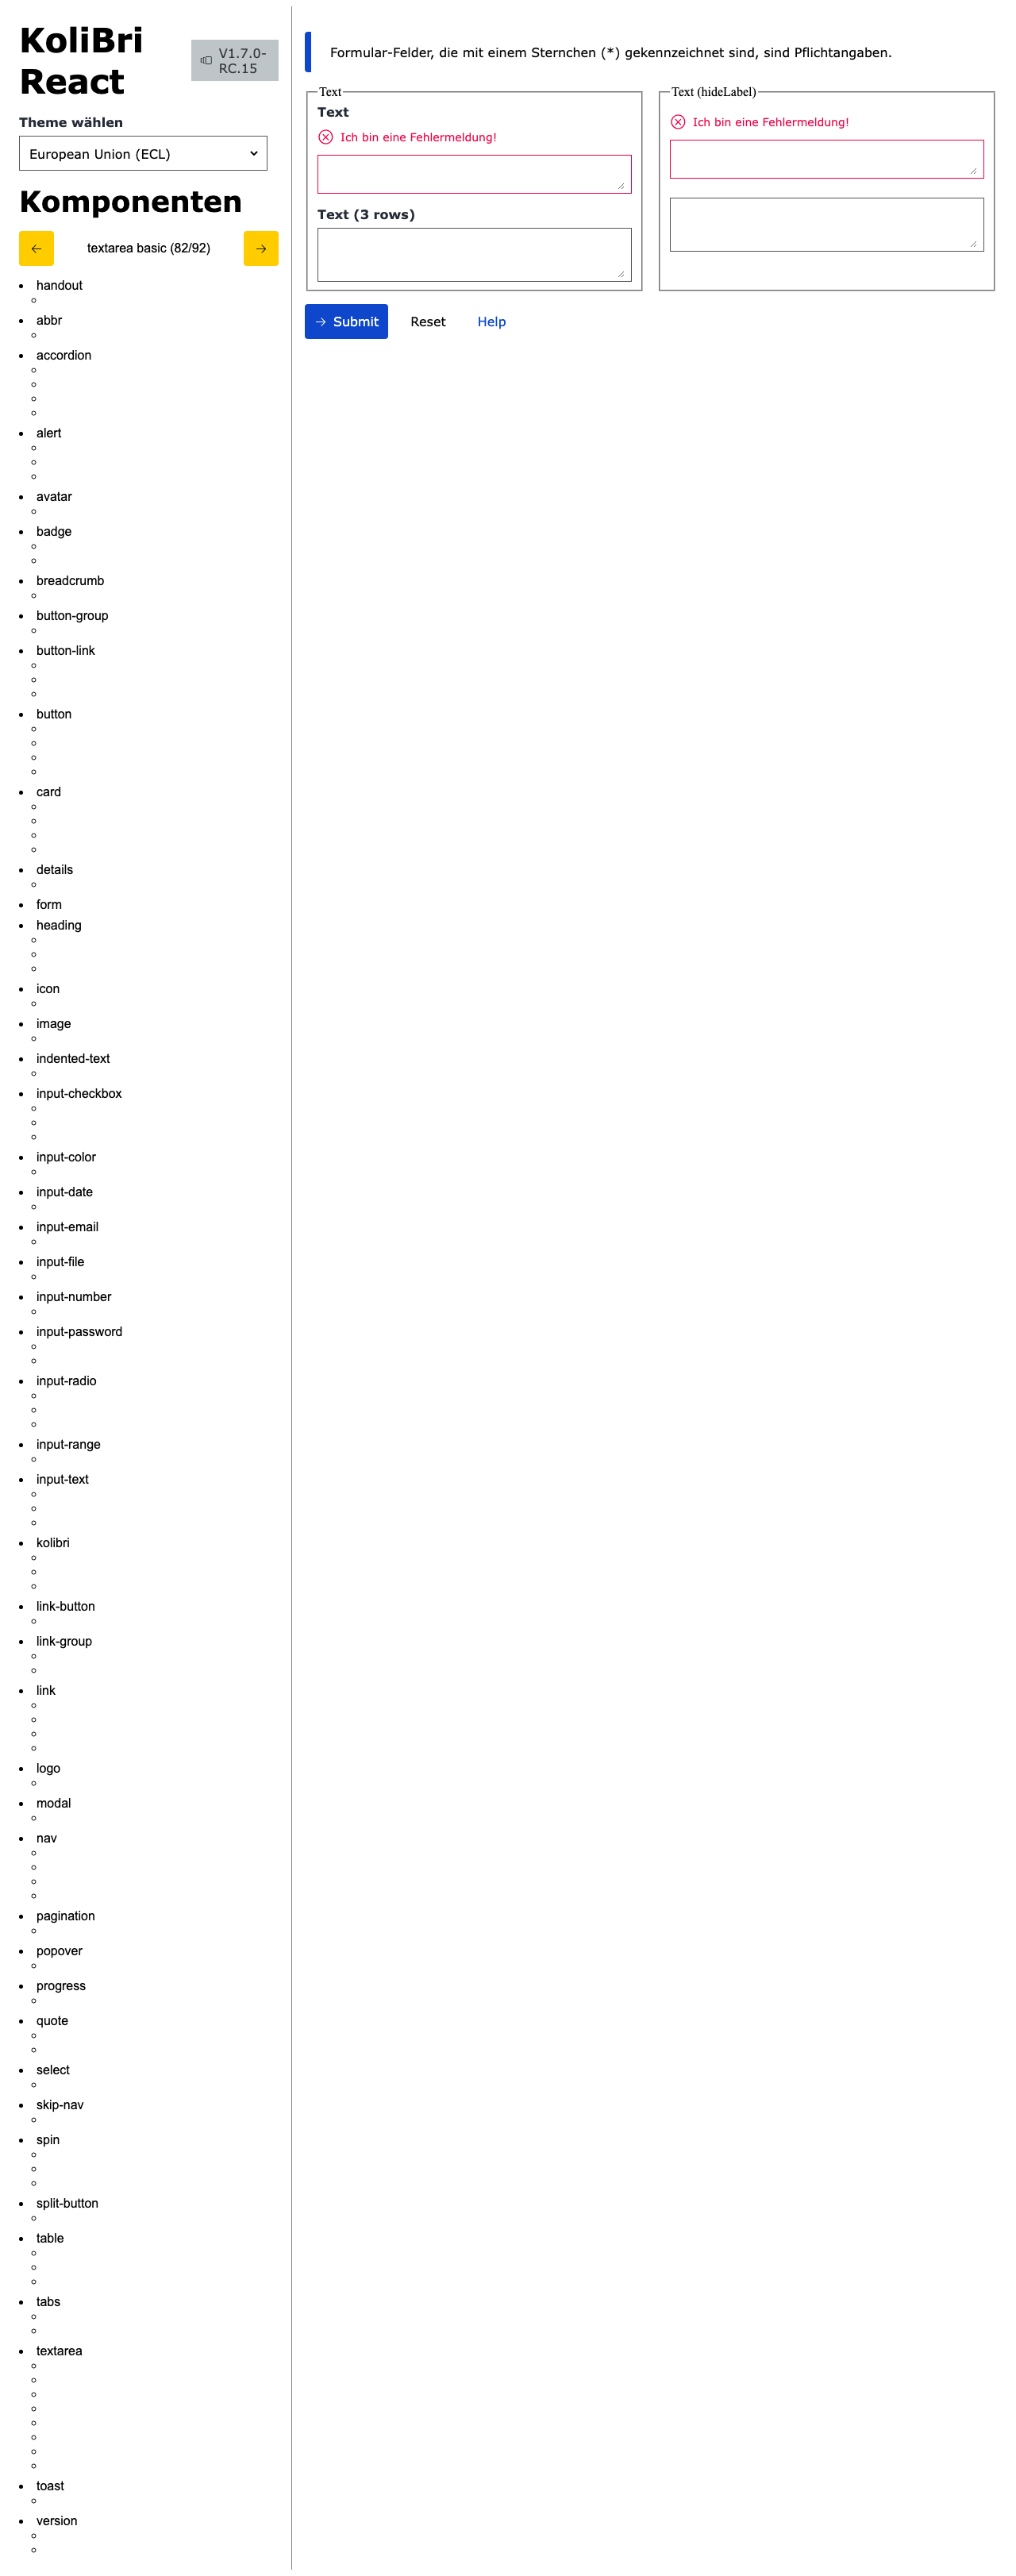 KoliBri
React
V1.7.0-
RC.15
Theme wählen
European Union (ECL)
Komponenten
textarea basic (82/92)
handout
abbr
accordion
alert
avatar
badge
breadcrumb
button-group
button-link
button
card
details
form
heading
icon
image
indented-text
input-checkbox
input-color
input-date
input-email
input-file
input-number
input-password
input-radio
input-range
input-text
kolibri
link-button
link-group
link
logo
modal
nav
pagination
popover
progress
quote
select
skip-nav
spin
split-button
table
tabs
textarea
toast
version
Formular-Felder, die mit einem Sternchen (*) gekennzeichnet sind, sind Pflichtangaben.
Text
Text
Ich bin eine Fehlermeldung!
Text (3 rows)
Text (hideLabel)
Ich bin eine Fehlermeldung!
Submit
Reset
Help